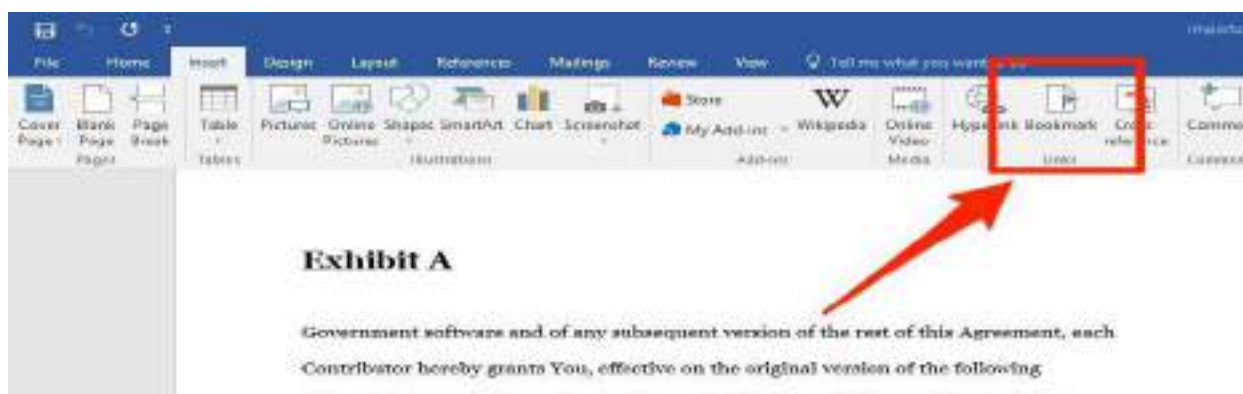 File Home Insert Design Layout References Mailings Review View Tell me what you want
Store
Cover Blank Page Table Pictures Online Shapes SmartArt Chart Screenshot My Add-ins Wikipedia Online Hyperlink Bookmark Cross-
Page Page Break Pictures Video reference
Pages Tables Illustrations Add-ins Media Links
Exhibit A
Government software and of any subsequent version of the rest of this Agreement, each
Contributor hereby grants You, effective on the original version of the following